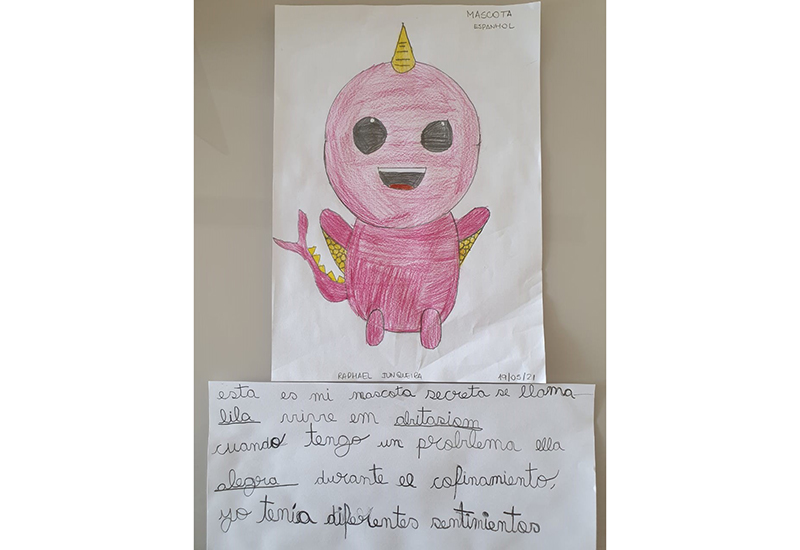 MASCOTA
ESPANHOL
RAPHAEL JUNQUEIRA 19/05/21
esta es mi mascota secreta se llama
lila vivve em abitasiom
cuando tengo un problema ella
alegra durante el cofinamiento,
yo tenía diferentes sentimientos